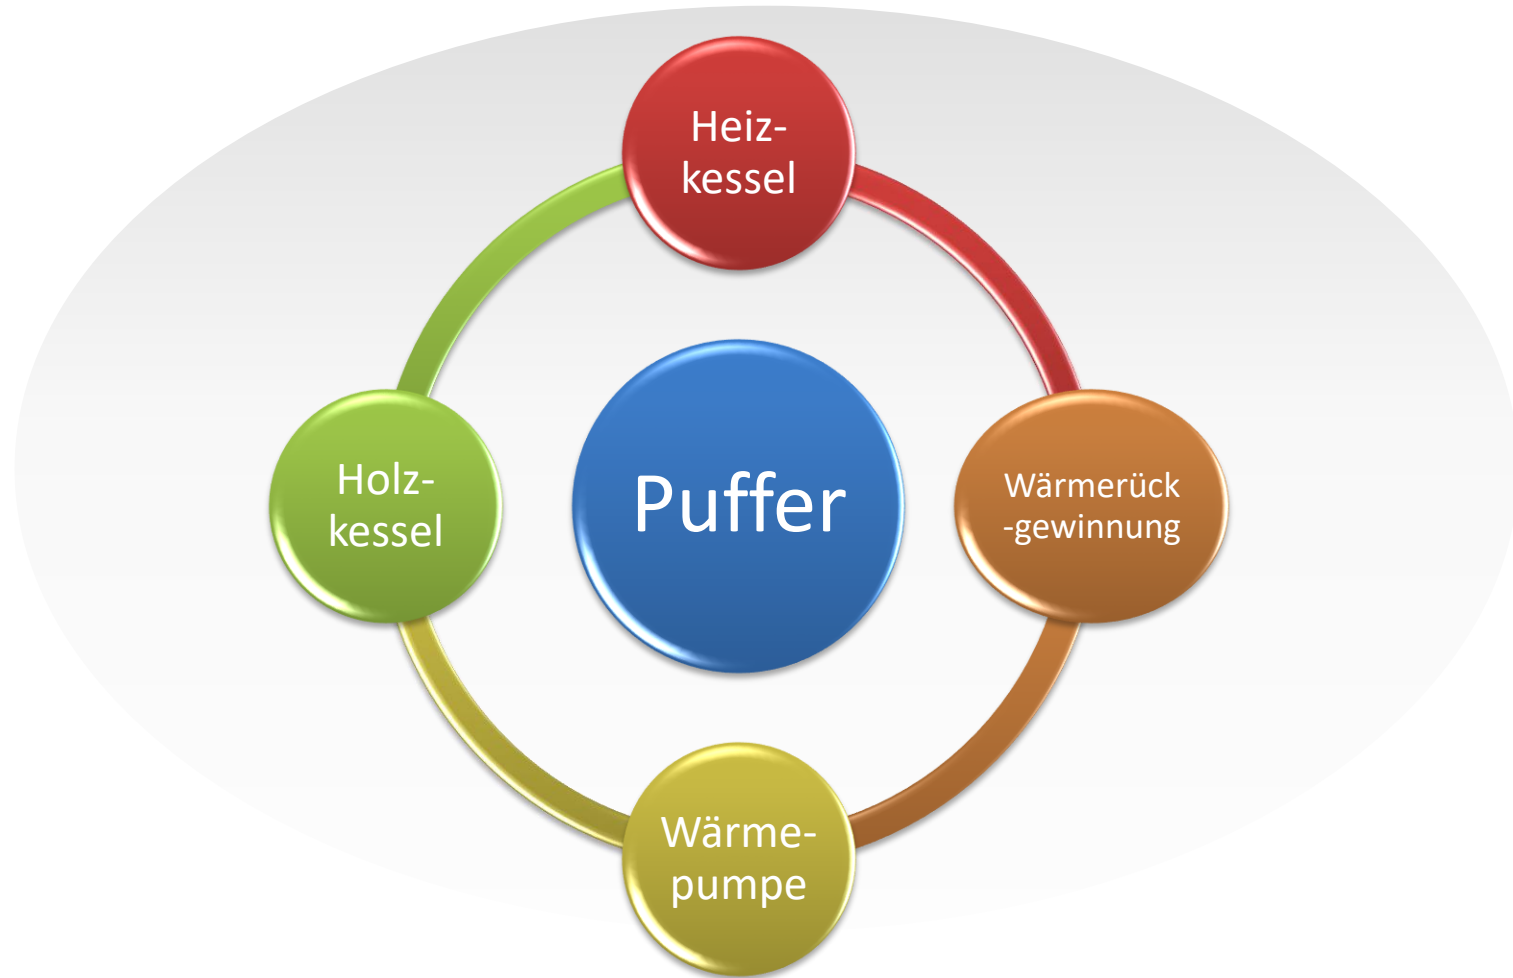 Heiz-
kessel
Holz-
kessel
Puffer
Wärmerück
-gewinnung
Wärme-
pumpe